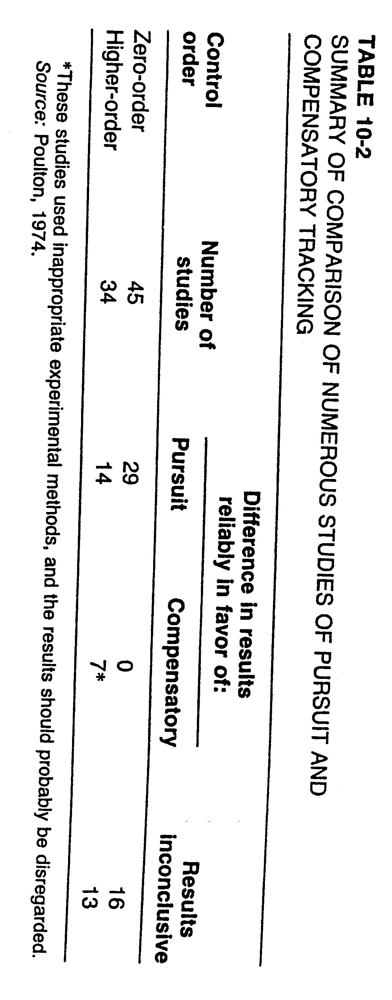 TABLE 10-2
SUMMARY OF COMPARISON OF NUMEROUS STUDIES OF PURSUIT AND
COMPENSATORY TRACKING
Difference in results
reliably in favor of:
Control order
Number of studies
Pursuit
Compensatory
Results inconclusive
Zero-order 45 29 0 16
Higher-order 34 14 7* 13
*These studies used inappropriate experimental methods, and the results should probably be disregarded.
Source: Poulton, 1974.